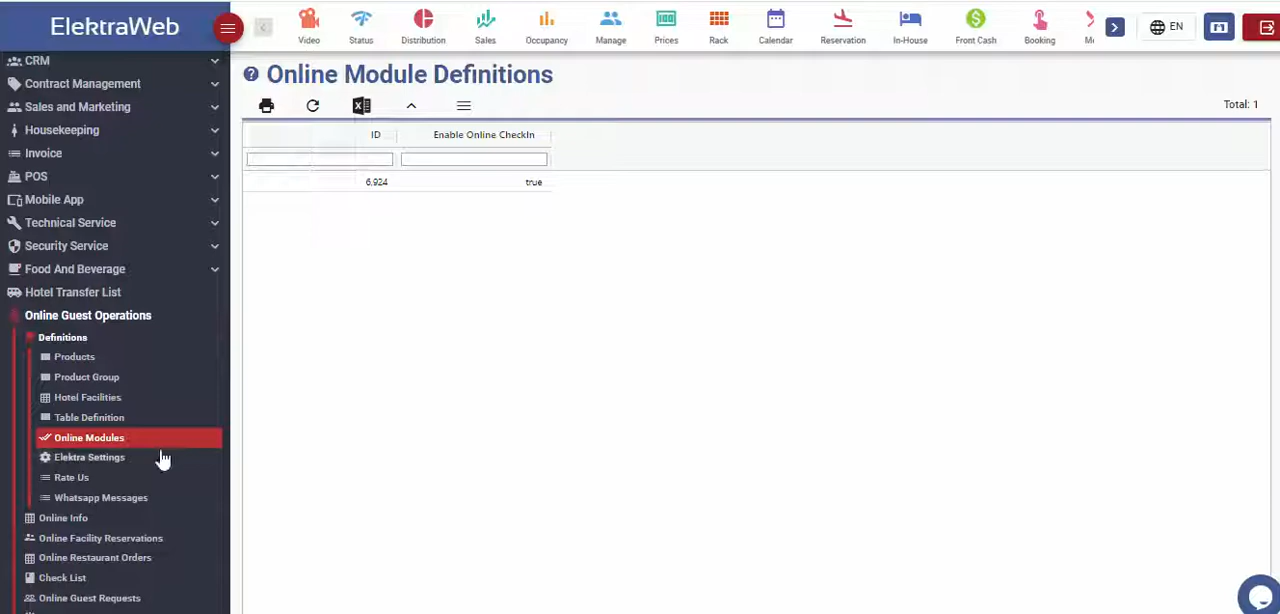 ElektraWeb
Video
Status
Distribution
Sales
Occupancy
Manage
Prices
Rack
Calendar
Reservation
In-House
Front Cash
Booking
EN
CRM
Contract Management
Sales and Marketing
Housekeeping
Invoice
POS
Mobile App
Technical Service
Security Service
Food And Beverage
Hotel Transfer List
Online Guest Operations
Definitions
Products
Product Group
Hotel Facilities
Table Definition
Online Modules
Elektra Settings
Rate Us
Whatsapp Messages
Online Info
Online Facility Reservations
Online Restaurant Orders
Check List
Online Guest Requests
Online Module Definitions
Total: 1
ID
Enable Online CheckIn
6,924
true